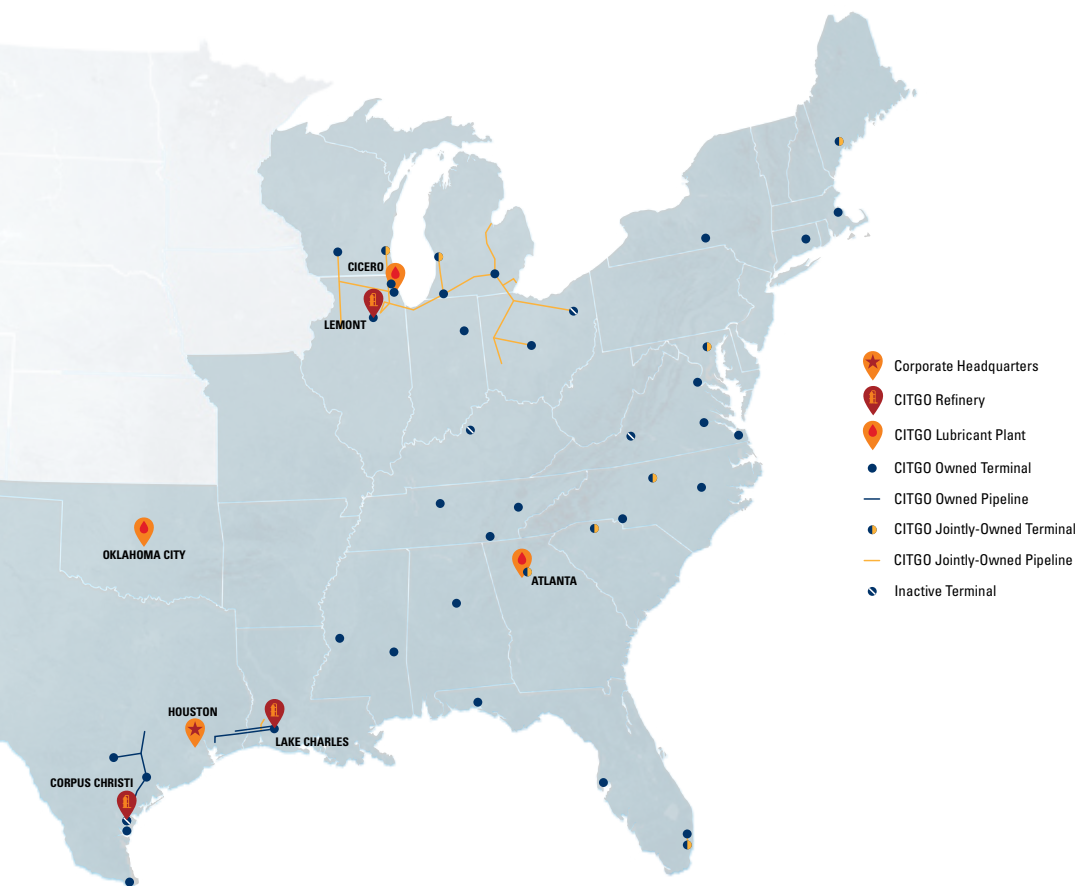 CICERO
LEMONT
Corporate Headquarters
CITGO Refinery
CITGO Lubricant Plant
CITGO Owned Terminal
CITGO Owned Pipeline
CITGO Jointly-Owned Terminal
CITGO Jointly-Owned Pipeline
Inactive Terminal
OKLAHOMA CITY
ATLANTA
HOUSTON
LAKE CHARLES
CORPUS CHRISTI